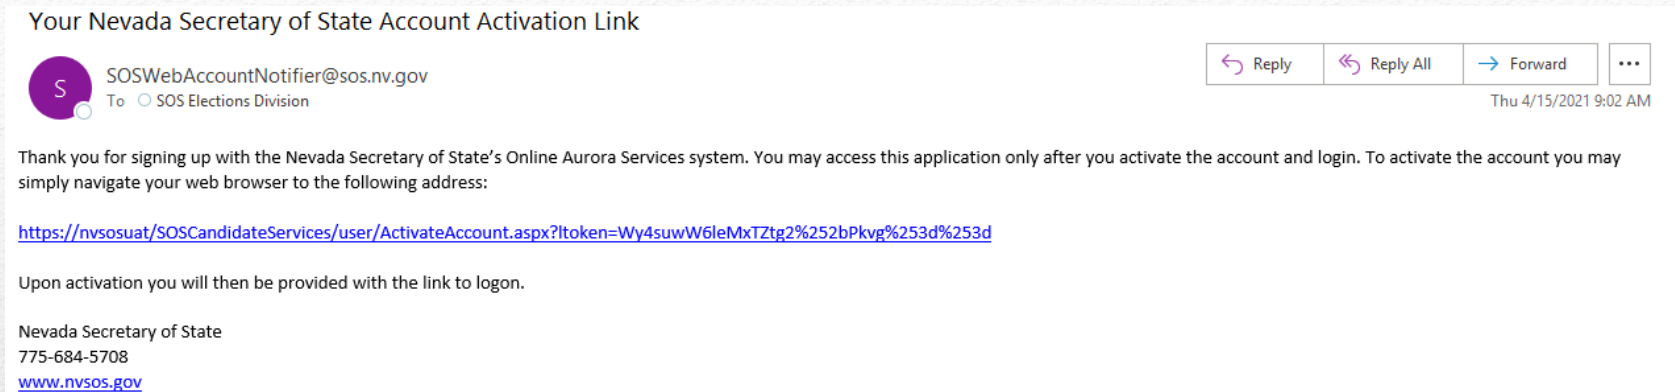 Your Nevada Secretary of State Account Activation Link
S
SOSWebAccountNotifier@sos.nv.gov
To SOS Elections Division
Reply
Reply All
Forward
Thu 4/15/2021 9:02 AM
Thank you for signing up with the Nevada Secretary of State’s Online Aurora Services system. You may access this application only after you activate the account and login. To activate the account you may
simply navigate your web browser to the following address:
https://nvsosuat/SOSCandidateServices/user/ActivateAccount.aspx?ltoken=Wy4suwW6leMxTZtg2%252bPkvg%253d%253d
Upon activation you will then be provided with the link to logon.
Nevada Secretary of State
775-684-5708
www.nvsos.gov